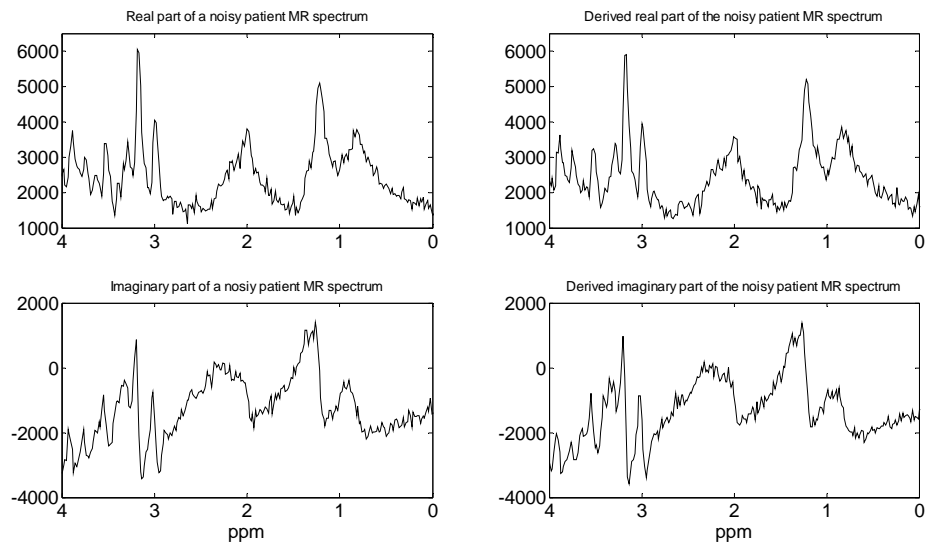 Real part of a noisy patient MR spectrum
6000
5000
4000
3000
2000
1000
4 3 2 1 0
Derived real part of the noisy patient MR spectrum
6000
5000
4000
3000
2000
1000
4 3 2 1 0
Imaginary part of a nosiy patient MR spectrum
2000
0
-2000
-4000
4 3 2 1 0
ppm
Derived imaginary part of the noisy patient MR spectrum
2000
0
-2000
-4000
4 3 2 1 0
ppm